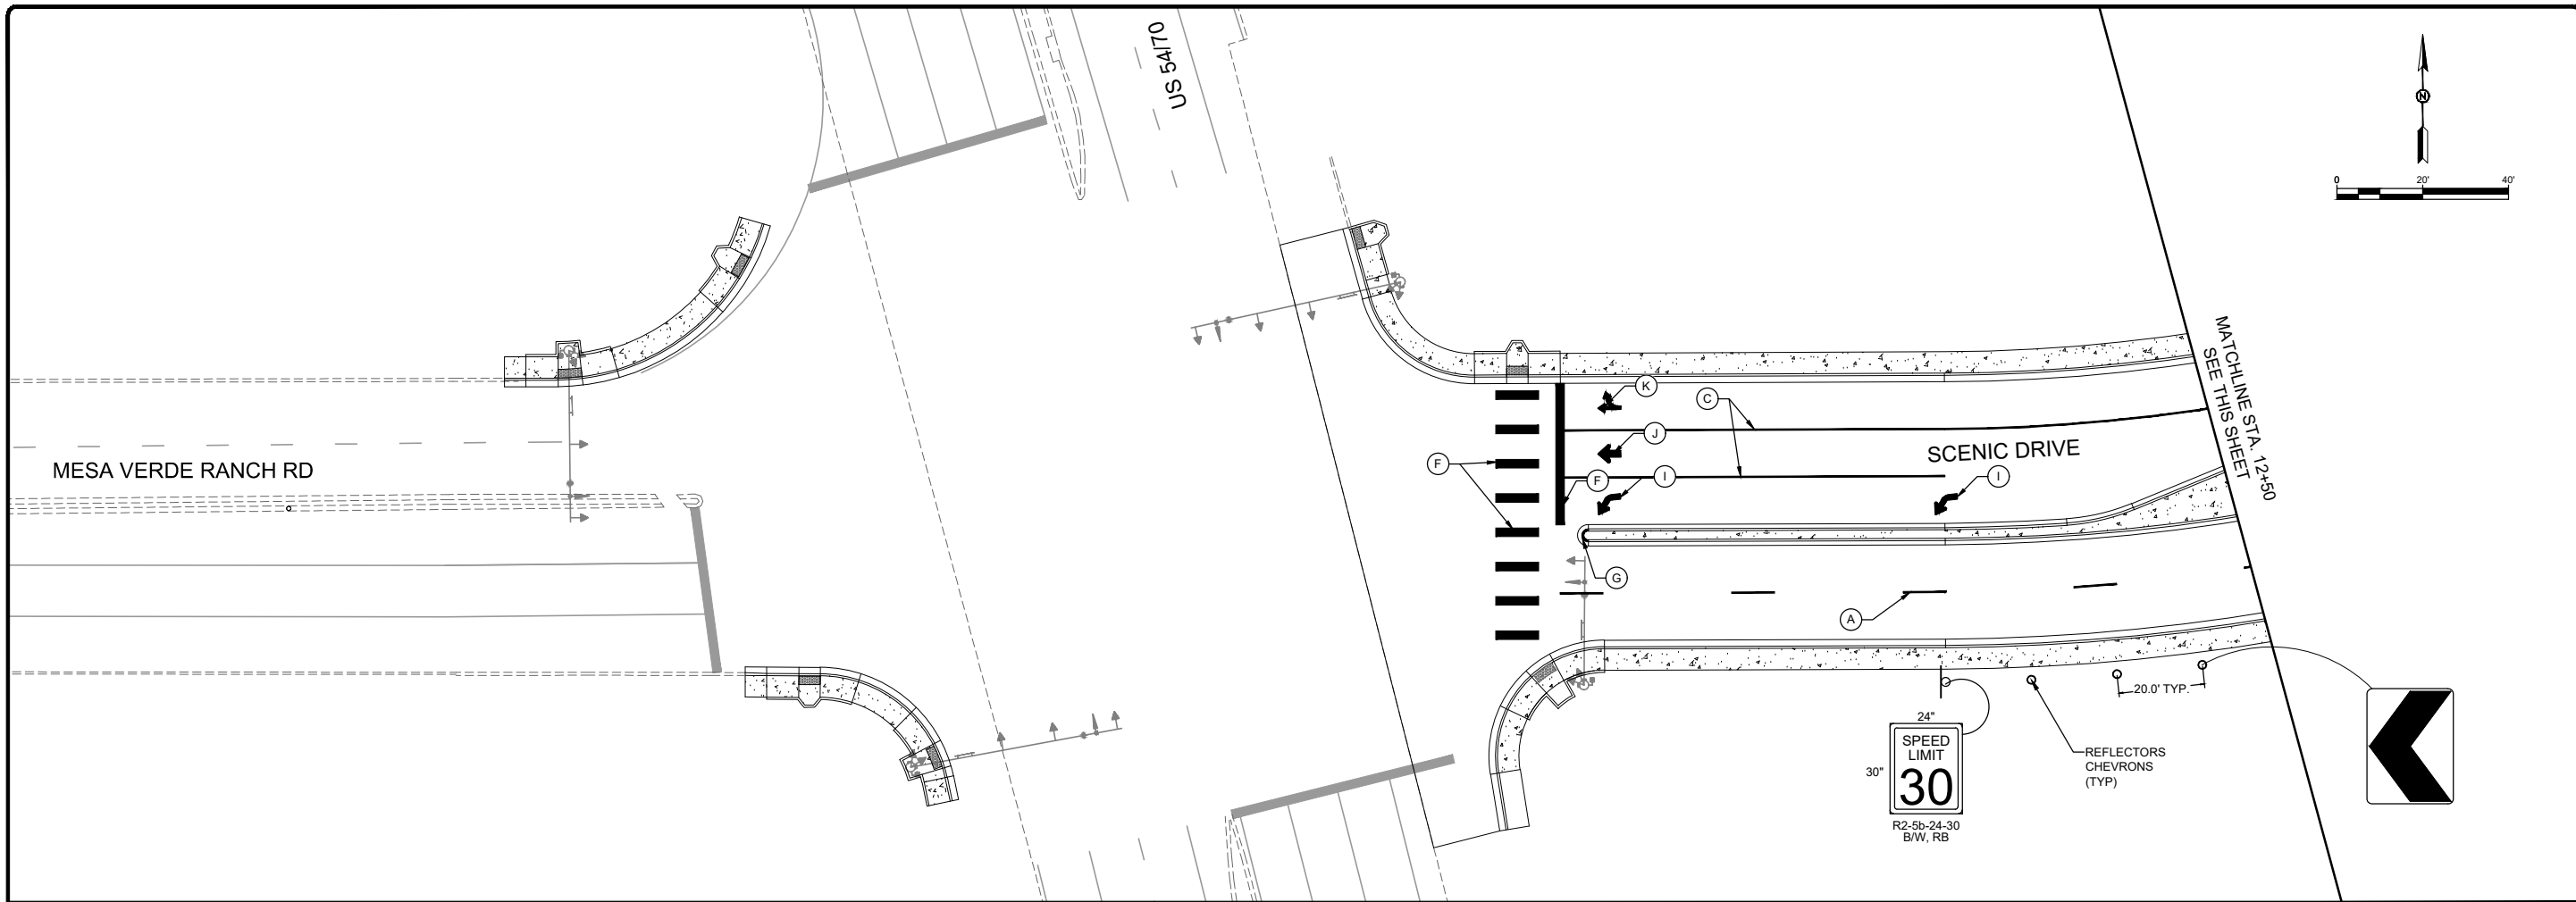 US 54/70
N
0 20' 40'
MATCHLINE STA. 12+50
SEE THIS SHEET
K
C
J
SCENIC DRIVE
MESA VERDE RANCH RD
F
F
I
I
G
A
20.0' TYP.
24"
SPEED
LIMIT
30
30"
R2-5b-24-30
B/W, RB
REFLECTORS
CHEVRONS
(TYP)